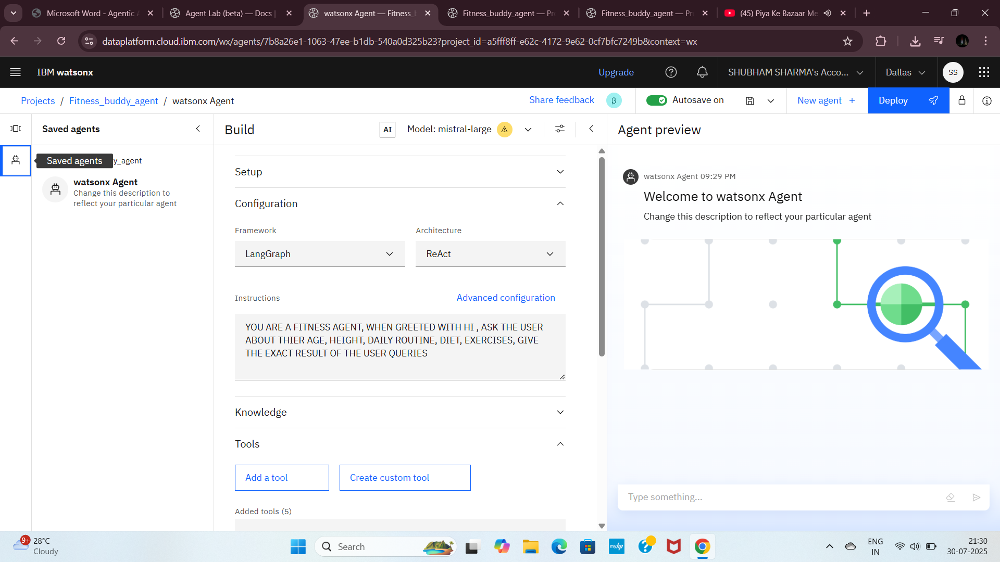 Microsoft Word - Agentic A
Agent Lab (beta) — Docs |
watsonx Agent — Fitness_b
Fitness_buddy_agent — Pr
Fitness_buddy_agent — Pr
(45) Piya Ke Bazaar Me
dataplatform.cloud.ibm.com/wx/agents/7b8a26e1-1063-47ee-b1db-540a0d325b23?project_id=a5fff8ff-e62c-4172-9e62-0cf7bfc7249b&context=wx
IBM watsonx
Upgrade
SHUBHAM SHARMA's Acco...
Dallas
SS
Projects / Fitness_buddy_agent / watsonx Agent
Share feedback
β
Autosave on
New agent +
Deploy
Saved agents
Build
AI
Model: mistral-large
Agent preview
Saved agents
y_agent
watsonx Agent
Change this description to
reflect your particular agent
Setup
Configuration
Framework
Architecture
LangGraph
ReAct
Instructions
Advanced configuration
YOU ARE A FITNESS AGENT, WHEN GREETED WITH HI , ASK THE USER
ABOUT THIER AGE, HEIGHT, DAILY ROUTINE, DIET, EXERCISES, GIVE
THE EXACT RESULT OF THE USER QUERIES
Knowledge
Tools
Add a tool
Create custom tool
Added tools (5)
watsonx Agent 09:29 PM
Welcome to watsonx Agent
Change this description to reflect your particular agent
Type something...
9+
28°C
Cloudy
Search
myhp
ENG
IN
21:30
30-07-2025